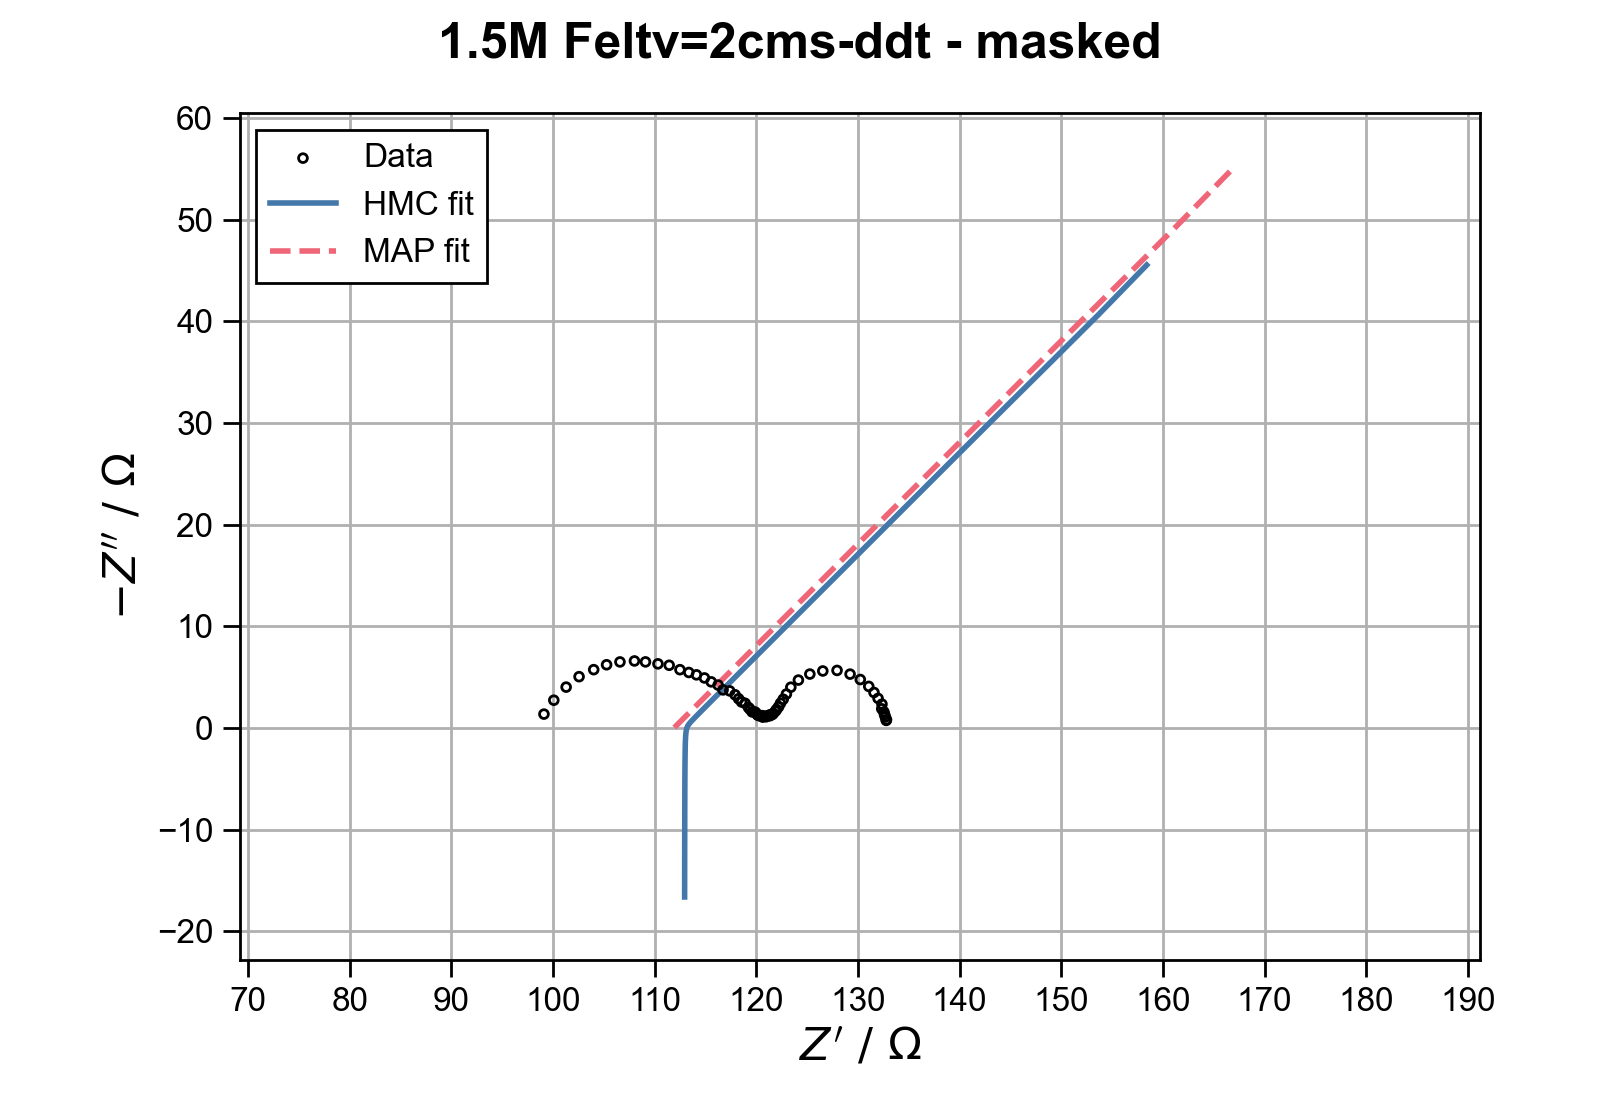 1.5M Feltv=2cms-ddt - masked
60
50
40
30
20
10
0
−10
−20
Data
HMC fit
MAP fit
−Z′′ / Ω
70 80 90 100 110 120 130 140 150 160 170 180 190
Z′ / Ω